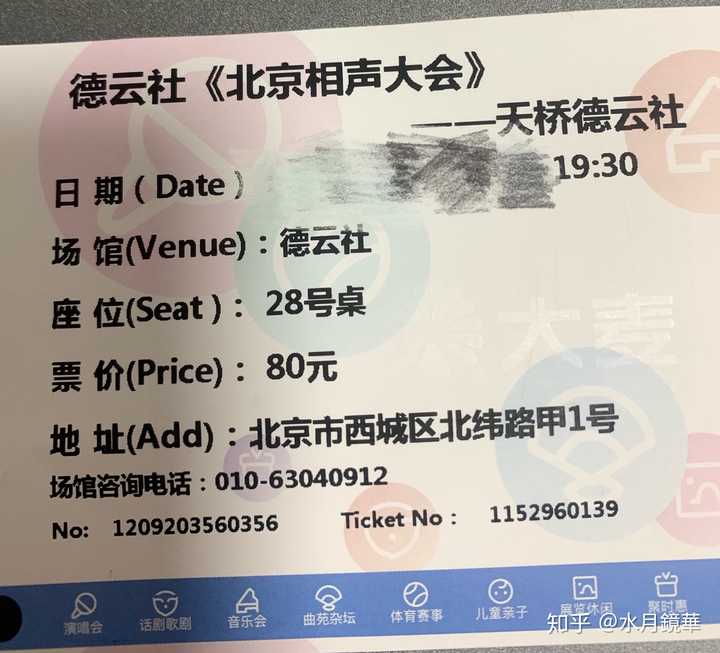 德云社《北京相声大会》
——天桥德云社
日 期 ( Date ) 19:30
场 馆(Venue)：德云社
座 位(Seat )： 28号桌
票 价(Price)： 80元
地 址(Add)：北京市西城区北纬路甲1号
场馆咨询电话：010-63040912
No: 1209203560356 Ticket No： 1152960139
大麦
演唱会 话剧歌剧 音乐会 曲苑杂坛 体育赛事 儿童亲子 展览休闲 聚时惠
知乎 @水月鏡華